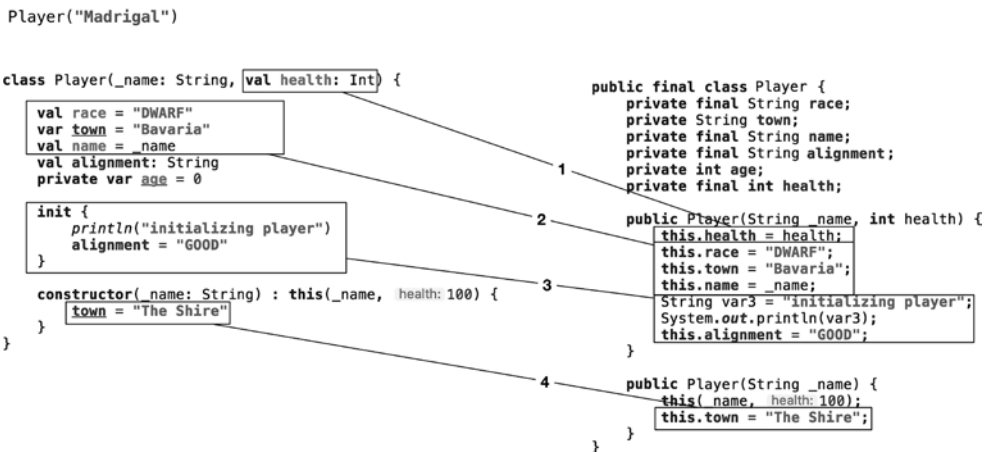 Player("Madrigal")
class Player(_name: String, val health: Int) {
val race = "DWARF"
var town = "Bavaria"
val name = _name
val alignment: String
private var age = 0
init {
println("initializing player")
alignment = "GOOD"
}
constructor(_name: String) : this(_name, health: 100) {
town = "The Shire"
}
}
1
2
3
4
public final class Player {
private final String race;
private String town;
private final String name;
private final String alignment;
private int age;
private final int health;
public Player(String _name, int health) {
this.health = health;
this.race = "DWARF";
this.town = "Bavaria";
this.name = _name;
String var3 = "initializing player";
System.out.println(var3);
this.alignment = "GOOD";
}
public Player(String _name) {
this(_name, health: 100);
this.town = "The Shire";
}
}